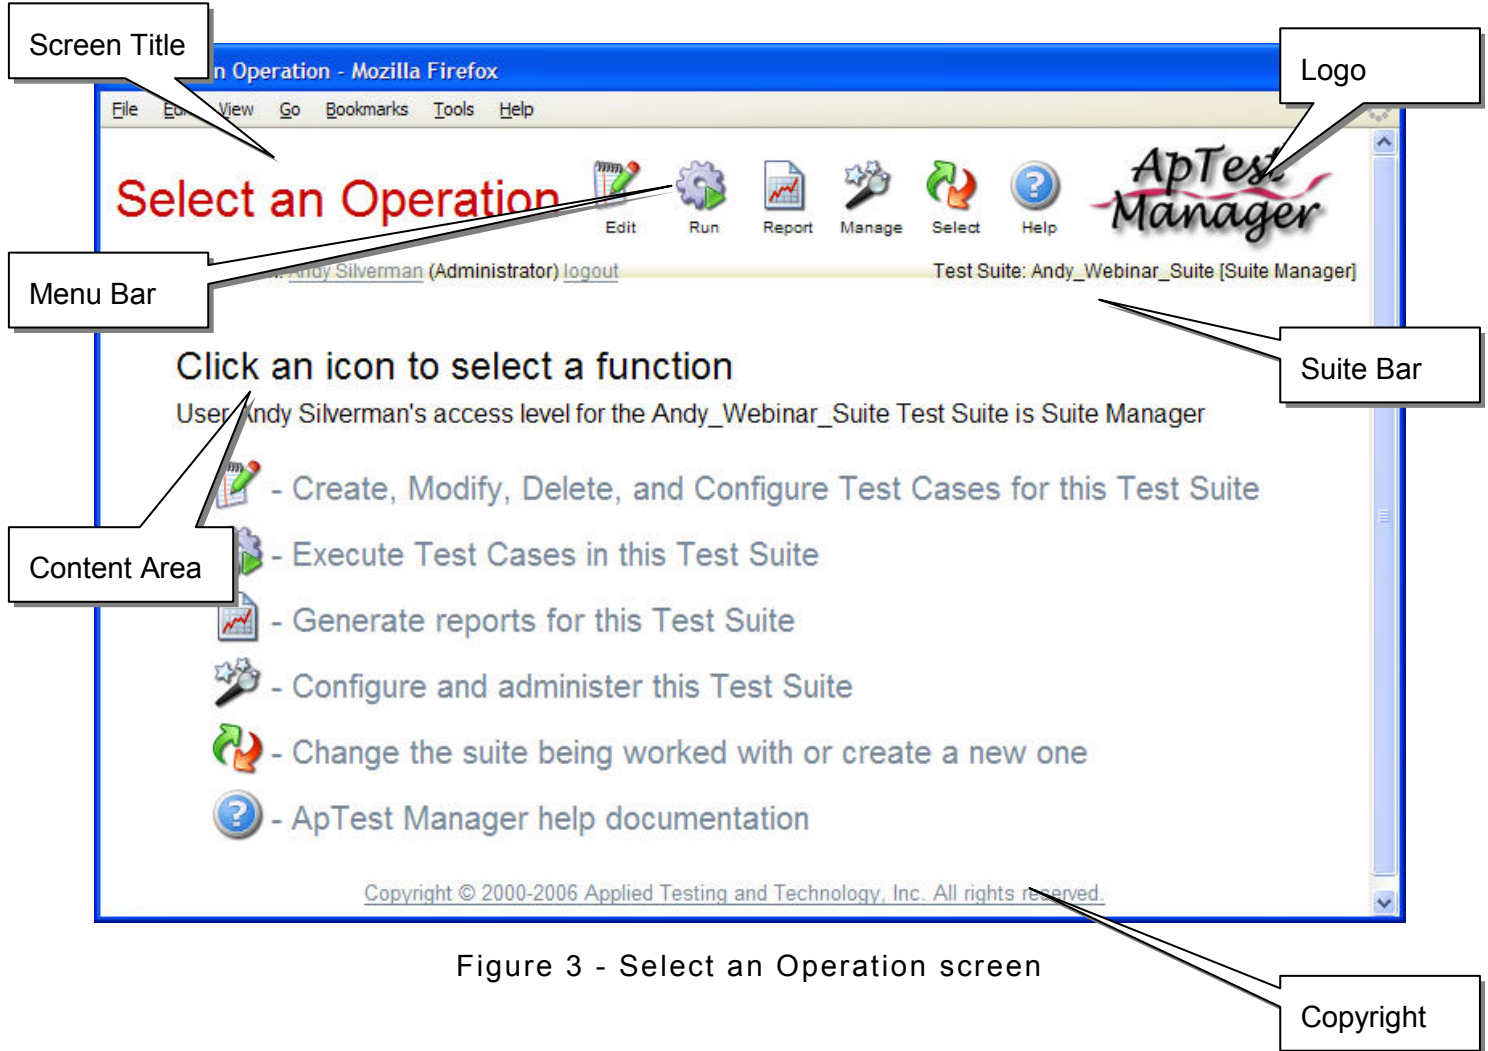 Screen Title
n Operation - Mozilla Firefox
Logo
File Edit View Go Bookmarks Tools Help
Select an Operation
ApTest Manager
Edit Run Report Manage Select Help
Andy Silverman (Administrator) logout
Test Suite: Andy_Webinar_Suite [Suite Manager]
Menu Bar
Suite Bar
Click an icon to select a function
User Andy Silverman's access level for the Andy_Webinar_Suite Test Suite is Suite Manager
- Create, Modify, Delete, and Configure Test Cases for this Test Suite
Content Area
- Execute Test Cases in this Test Suite
- Generate reports for this Test Suite
- Configure and administer this Test Suite
- Change the suite being worked with or create a new one
- ApTest Manager help documentation
Copyright © 2000-2006 Applied Testing and Technology, Inc. All rights reserved.
Figure 3 - Select an Operation screen
Copyright